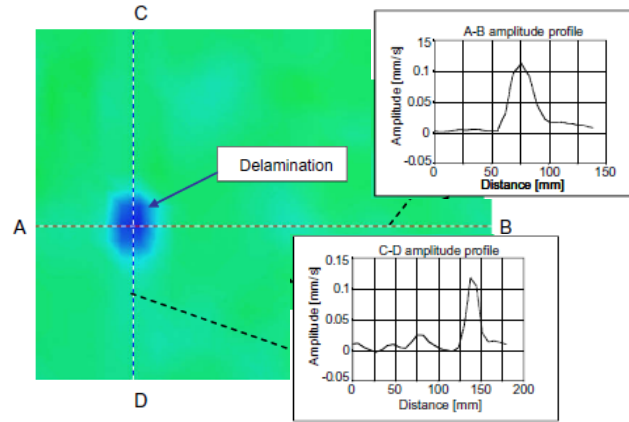 C
A-B amplitude profile
15
0.1
0.05
0
-0.05
Amplitude [mm/s]
0 50 100 150
Distance [mm]
Delamination
A
B
C-D amplitude profile
0.15
0.1
0.05
0
-0.05
Amplitude [mm/s]
0 50 100 150 200
Distance [mm]
D